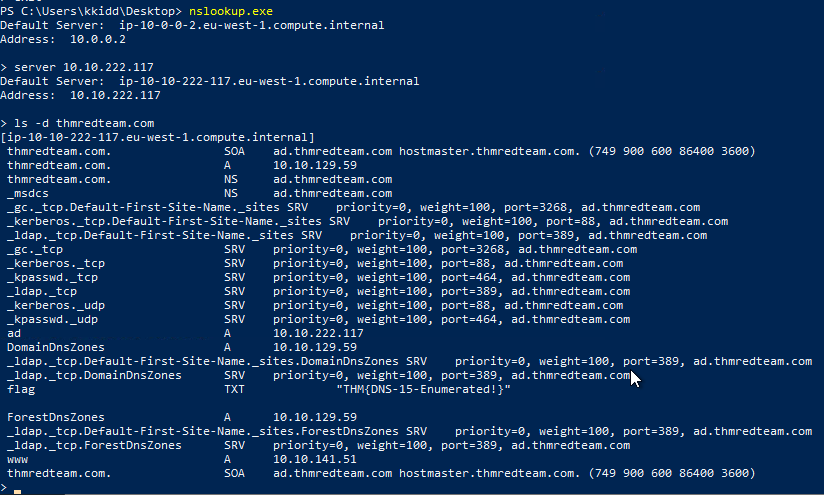 PS C:\Users\kkidd\Desktop> nslookup.exe
Default Server:  ip-10-0-0-2.eu-west-1.compute.internal
Address:  10.0.0.2
> server 10.10.222.117
Default Server:  ip-10-10-222-117.eu-west-1.compute.internal
Address:  10.10.222.117
> ls -d thmredteam.com
[ip-10-10-222-117.eu-west-1.compute.internal]
thmredteam.com. SOA ad.thmredteam.com hostmaster.thmredteam.com. (749 900 600 86400 3600)
thmredteam.com. A 10.10.129.59
thmredteam.com. NS ad.thmredteam.com
_msdcs NS ad.thmredteam.com
_gc._tcp.Default-First-Site-Name._sites SRV priority=0, weight=100, port=3268, ad.thmredteam.com
_kerberos._tcp.Default-First-Site-Name._sites SRV priority=0, weight=100, port=88, ad.thmredteam.com
_ldap._tcp.Default-First-Site-Name._sites SRV priority=0, weight=100, port=389, ad.thmredteam.com
_gc._tcp SRV priority=0, weight=100, port=3268, ad.thmredteam.com
_kerberos._tcp SRV priority=0, weight=100, port=88, ad.thmredteam.com
_kpasswd._tcp SRV priority=0, weight=100, port=464, ad.thmredteam.com
_ldap._tcp SRV priority=0, weight=100, port=389, ad.thmredteam.com
_kerberos._udp SRV priority=0, weight=100, port=88, ad.thmredteam.com
_kpasswd._udp SRV priority=0, weight=100, port=464, ad.thmredteam.com
ad A 10.10.222.117
DomainDnsZones A 10.10.129.59
_ldap._tcp.Default-First-Site-Name._sites.DomainDnsZones SRV priority=0, weight=100, port=389, ad.thmredteam.com
_ldap._tcp.DomainDnsZones SRV priority=0, weight=100, port=389, ad.thmredteam.com
flag TXT "THM{DNS-15-Enumerated!}"
ForestDnsZones A 10.10.129.59
_ldap._tcp.Default-First-Site-Name._sites.ForestDnsZones SRV priority=0, weight=100, port=389, ad.thmredteam.com
_ldap._tcp.ForestDnsZones SRV priority=0, weight=100, port=389, ad.thmredteam.com
www A 10.10.141.51
thmredteam.com. SOA ad.thmredteam.com hostmaster.thmredteam.com. (749 900 600 86400 3600)
>